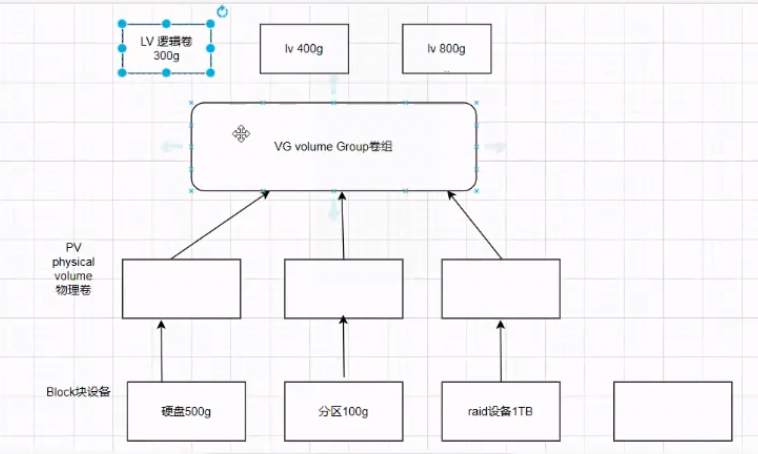 LV 逻辑卷
300g
lv 400g
lv 800g
VG volume Group卷组
PV
physical
volume
物理卷
Block块设备
硬盘500g
分区100g
raid设备1TB